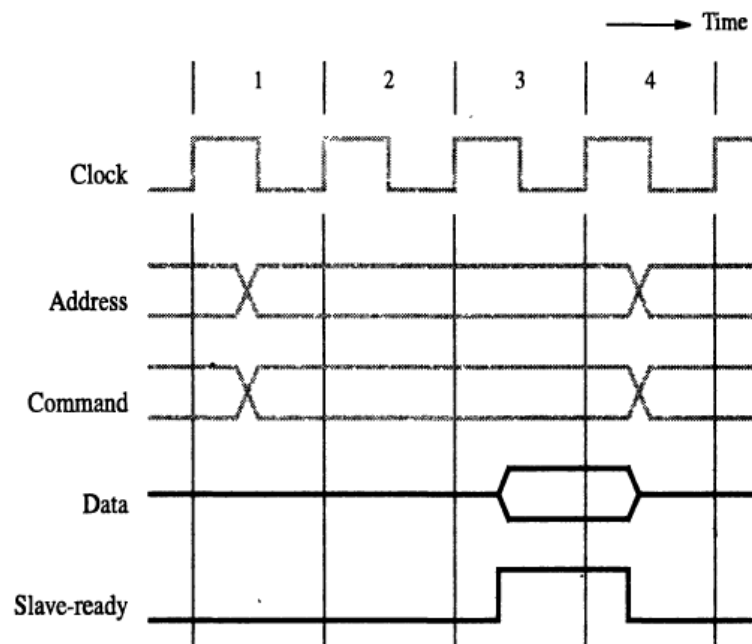 Time
1 2 3 4
Clock
Address
Command
Data
Slave-ready